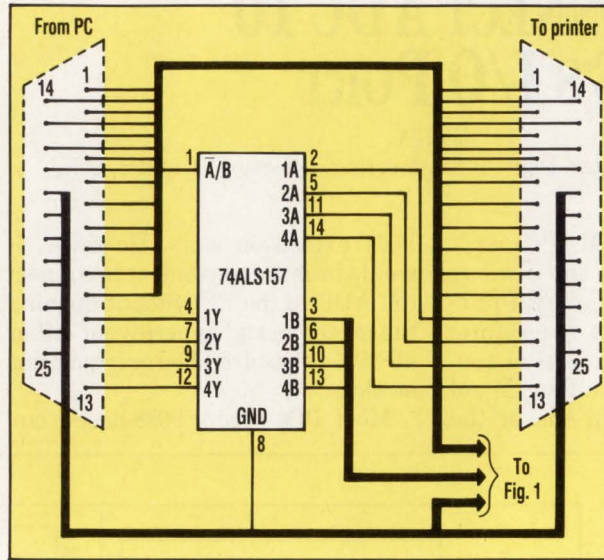 From PC
To printer
14
1
1
14
1
A̅/B
1A
2
2A
5
3A
11
4A
14
74ALS157
4
1Y
1B
3
7
2Y
2B
6
9
3Y
3B
10
12
4Y
4B
13
25
13
25
13
GND
8
To
Fig. 1